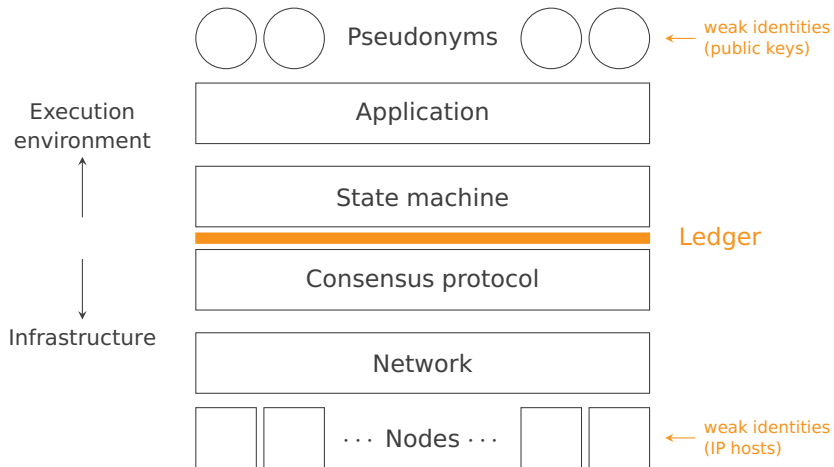 Pseudonyms
weak identities
(public keys)
Application
Execution
environment
State machine
Ledger
Consensus protocol
Infrastructure
Network
··· Nodes ···
weak identities
(IP hosts)